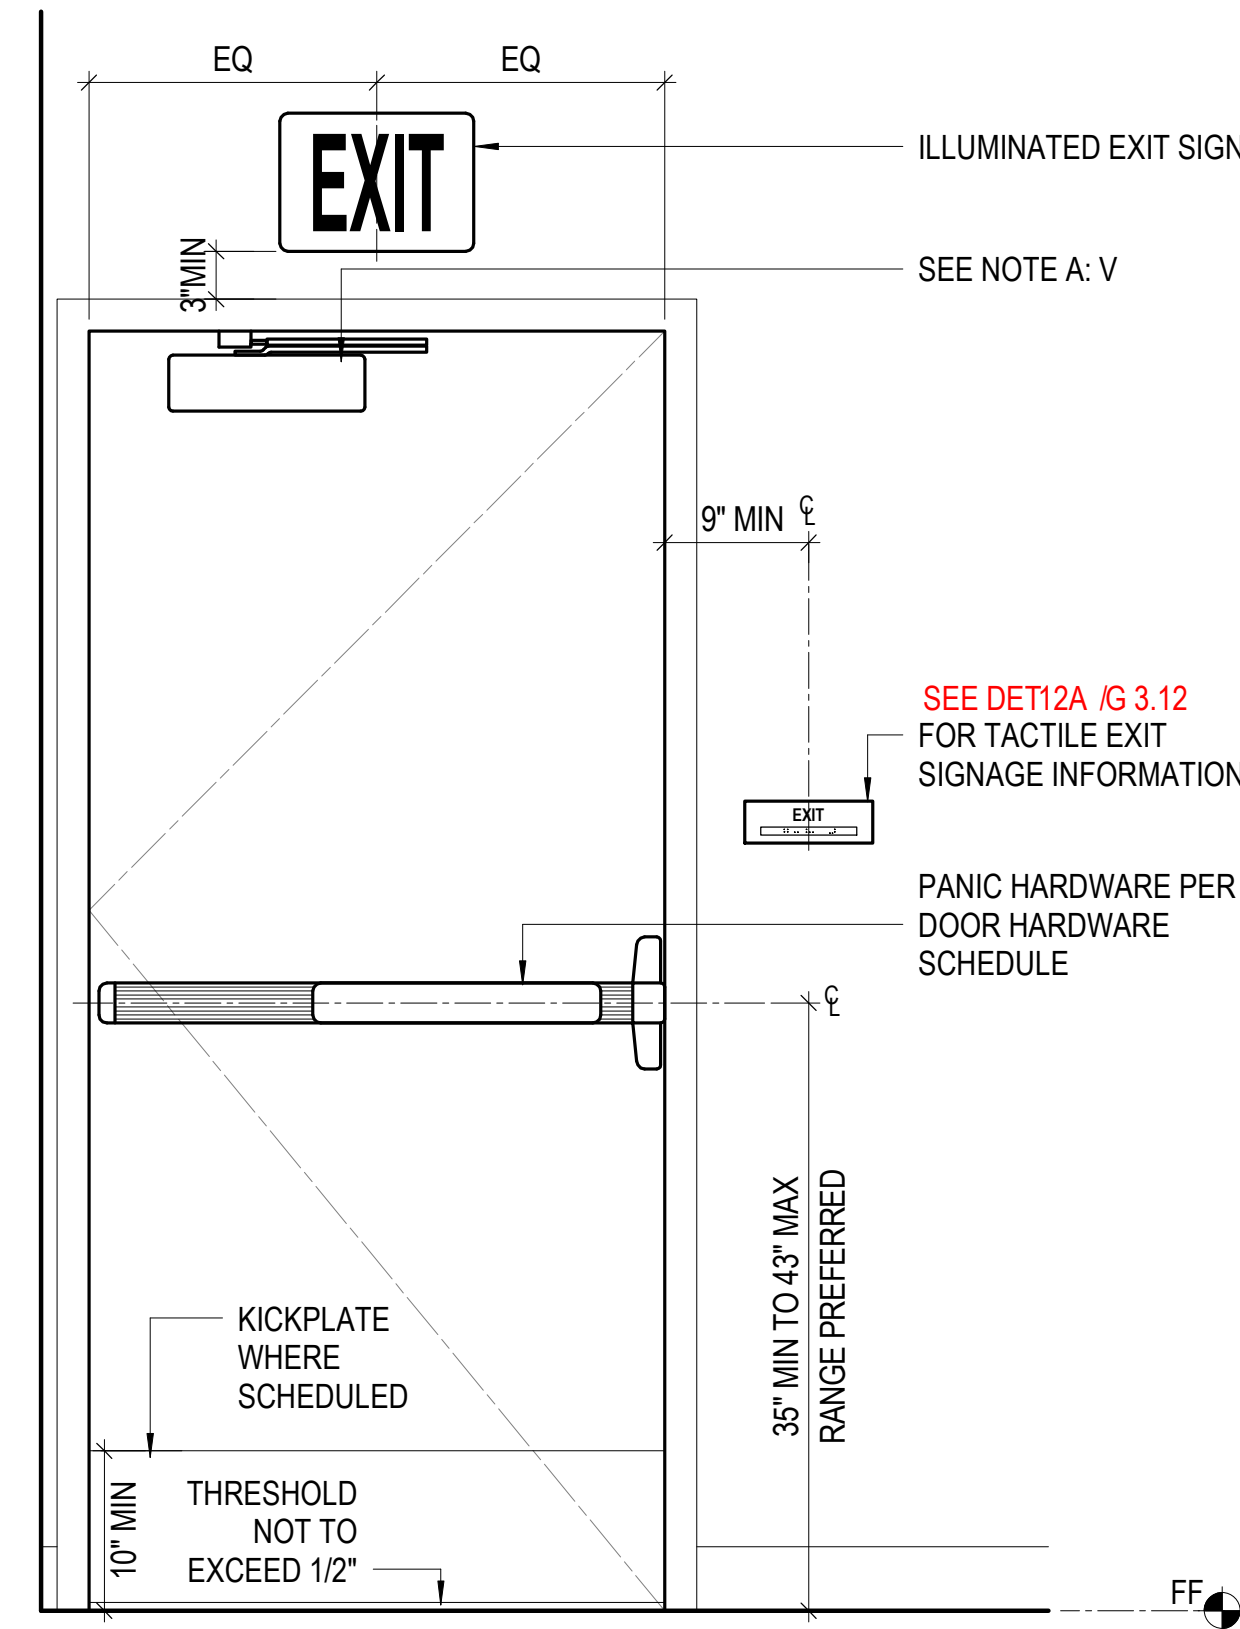 EQ
EQ
EXIT
ILLUMINATED EXIT SIGN
3"MIN
SEE NOTE A: V
9" MIN
℄
SEE DET12A /G 3.12
FOR TACTILE EXIT
SIGNAGE INFORMATION
EXIT
PANIC HARDWARE PER
DOOR HARDWARE
SCHEDULE
℄
35" MIN TO 43" MAX
RANGE PREFERRED
KICKPLATE
WHERE
SCHEDULED
10" MIN
THRESHOLD
NOT TO
EXCEED 1/2"
FF